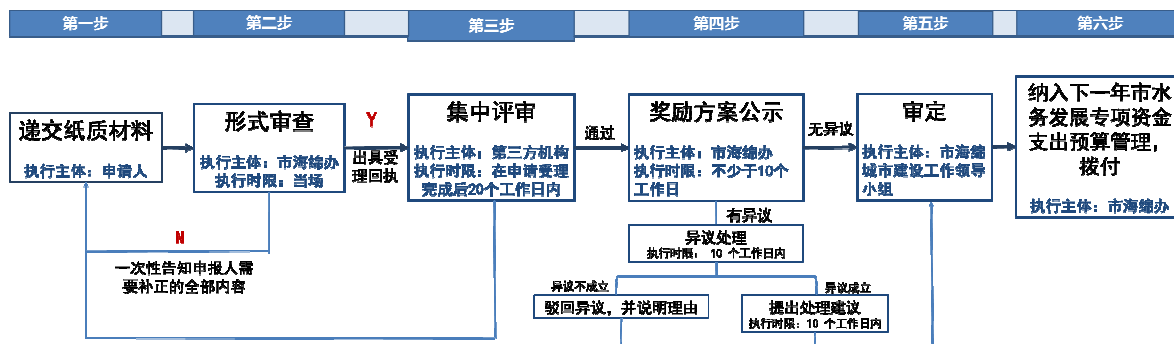 第一步
第二步
第三步
第四步
第五步
第六步
递交纸质材料
执行主体：申请人
形式审查
执行主体：市海绵办
执行时限：当场
Y
出具受
理回执
N
一次性告知申报人需
要补正的全部内容
集中评审
执行主体：第三方机构
执行时限：在申请受理
完成后20个工作日内
通过
奖励方案公示
执行主体：市海绵办
执行时限：不少于10个
工作日
无异议
有异议
异议处理
执行时限： 10 个工作日内
异议不成立
驳回异议，并说明理由
异议成立
提出处理建议
执行时限：10 个工作日内
审定
执行主体：市海绵
城市建设工作领导
小组
纳入下一年市水
务发展专项资金
支出预算管理，
拨付
执行主体：市海绵办